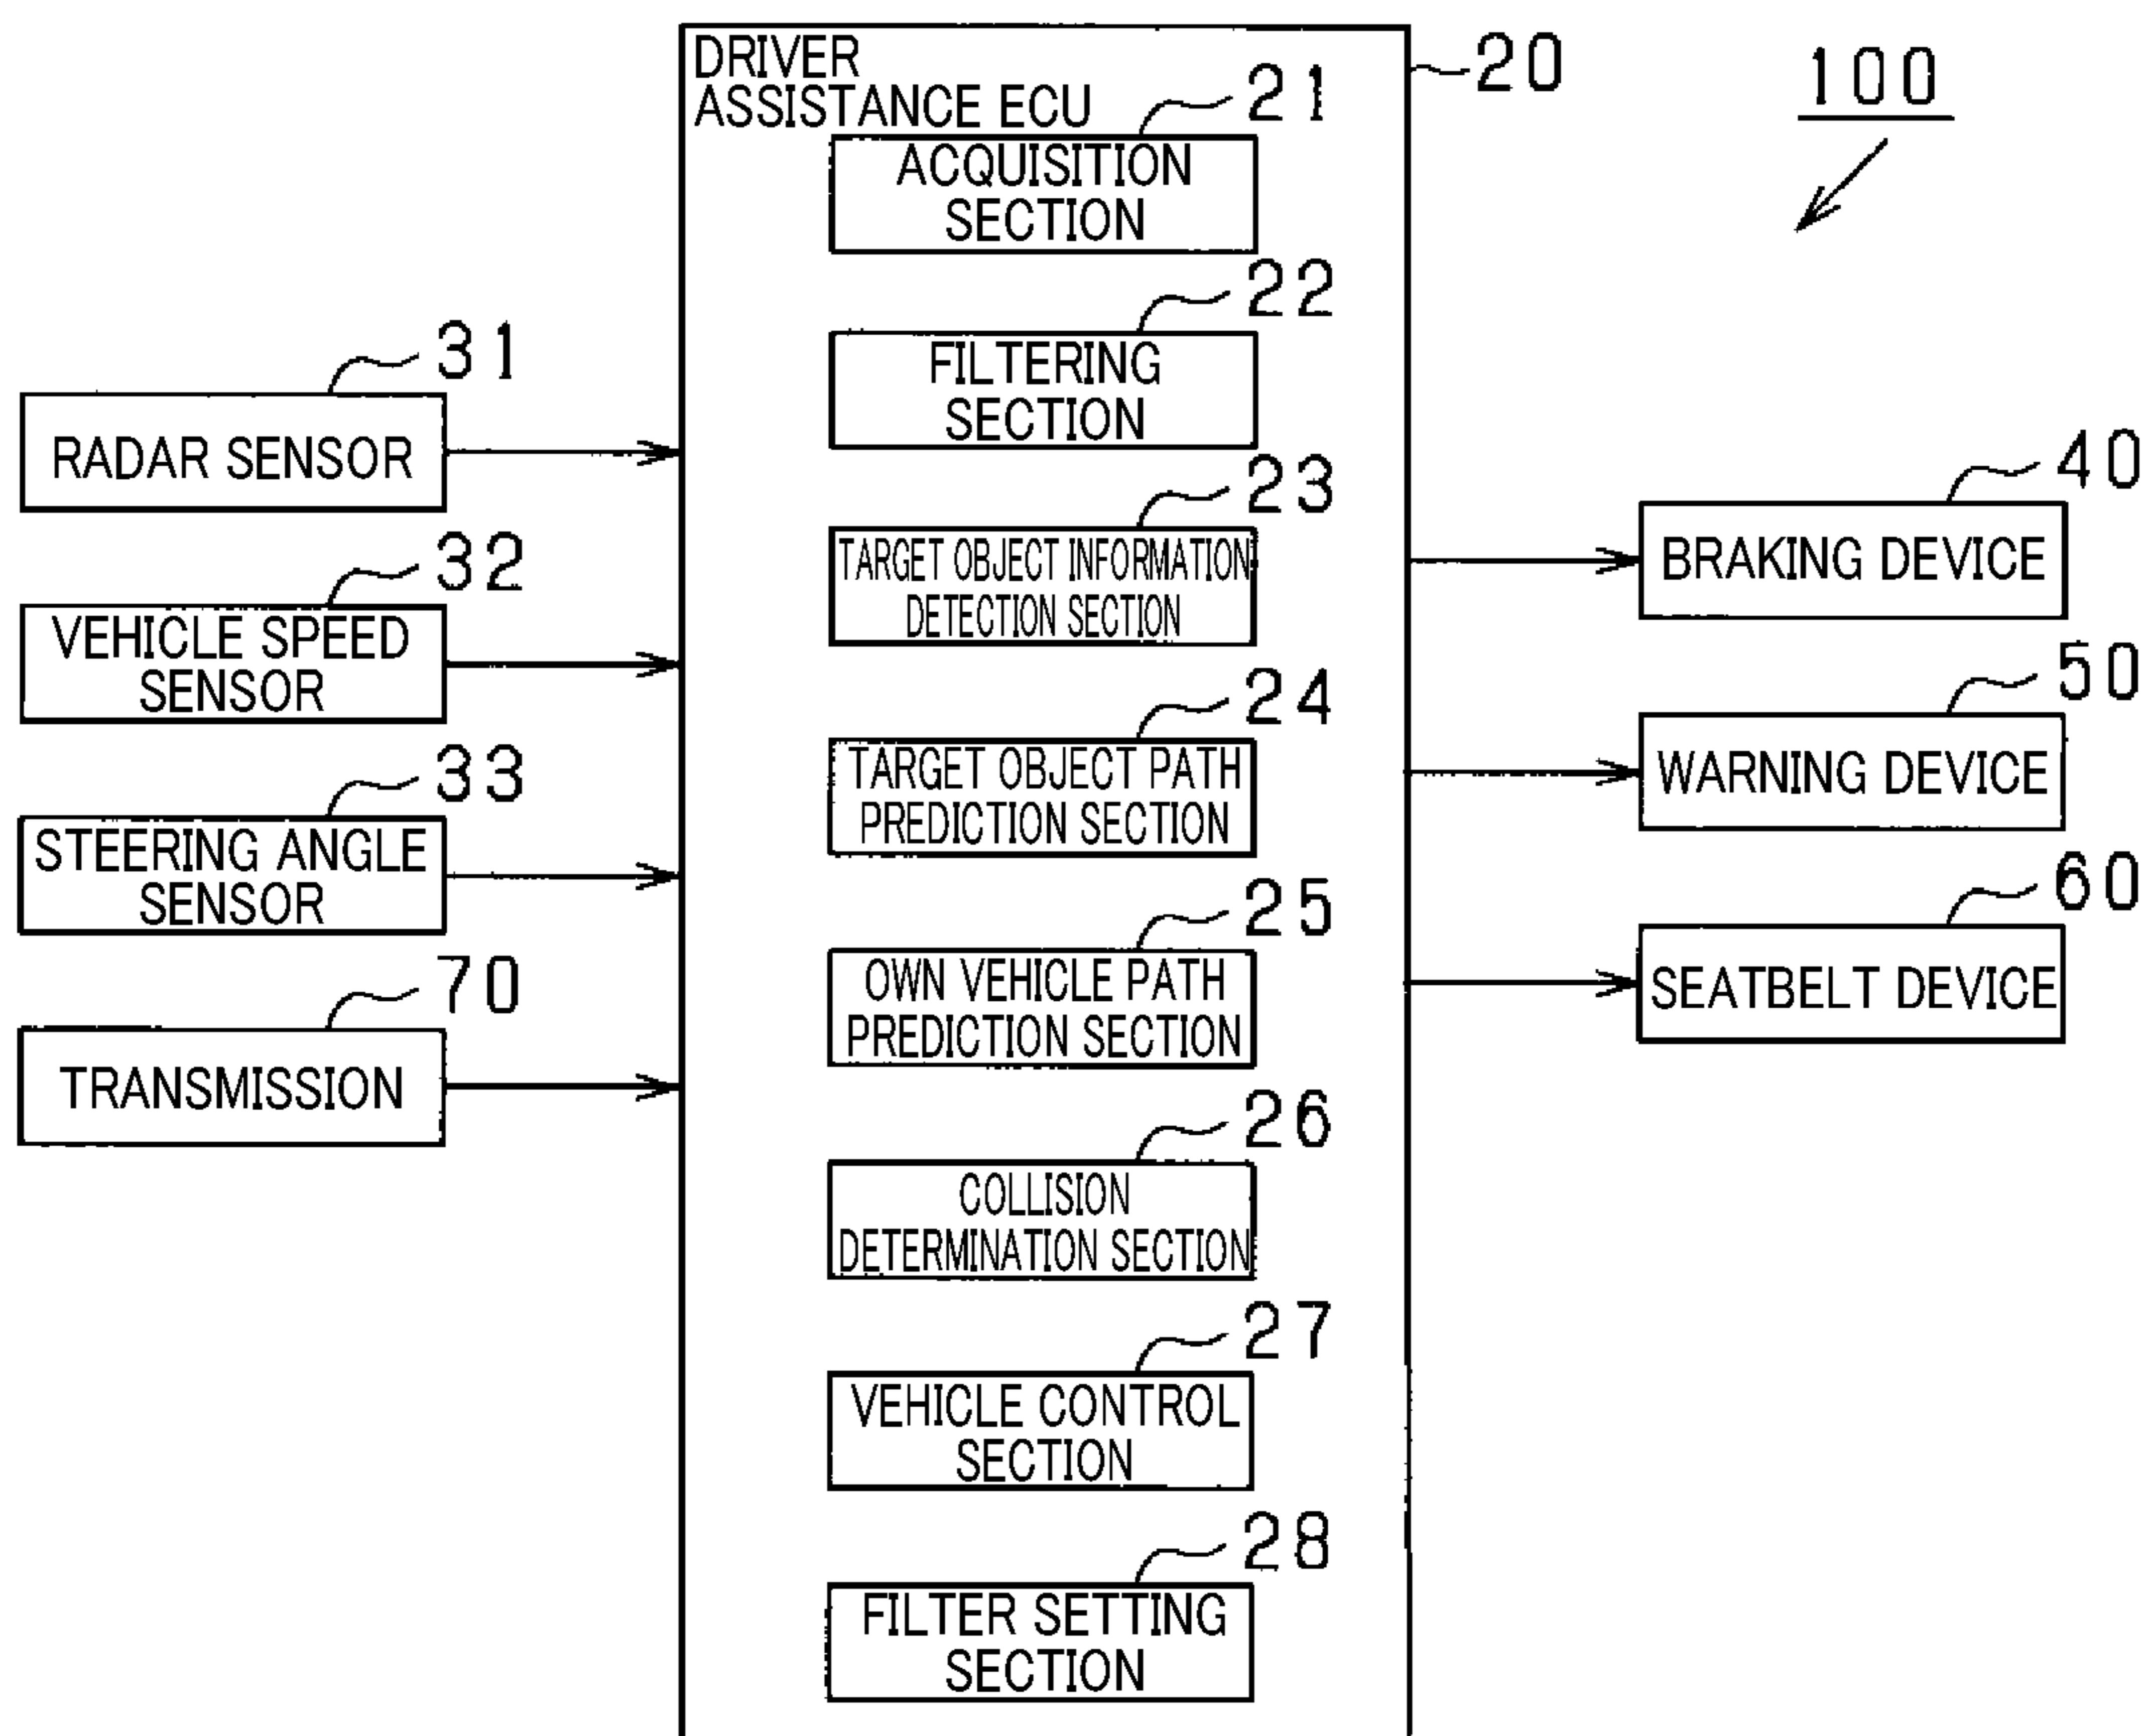 100
20
DRIVER
ASSISTANCE ECU
21
ACQUISITION
SECTION
22
FILTERING
SECTION
23
TARGET OBJECT INFORMATION
DETECTION SECTION
24
TARGET OBJECT PATH
PREDICTION SECTION
25
OWN VEHICLE PATH
PREDICTION SECTION
26
COLLISION
DETERMINATION SECTION
27
VEHICLE CONTROL
SECTION
28
FILTER SETTING
SECTION
31
RADAR SENSOR
32
VEHICLE SPEED
SENSOR
33
STEERING ANGLE
SENSOR
70
TRANSMISSION
40
BRAKING DEVICE
50
WARNING DEVICE
60
SEATBELT DEVICE